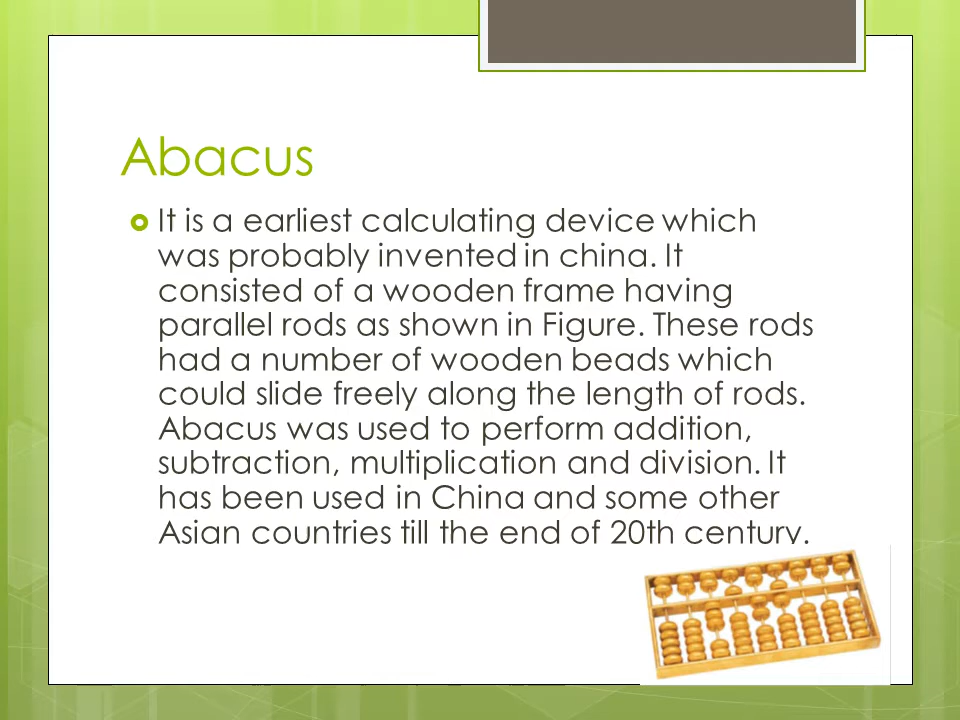 Abacus
It is a earliest calculating device which
was probably invented in china. It
consisted of a wooden frame having
parallel rods as shown in Figure. These rods
had a number of wooden beads which
could slide freely along the length of rods.
Abacus was used to perform addition,
subtraction, multiplication and division. It
has been used in China and some other
Asian countries till the end of 20th century.